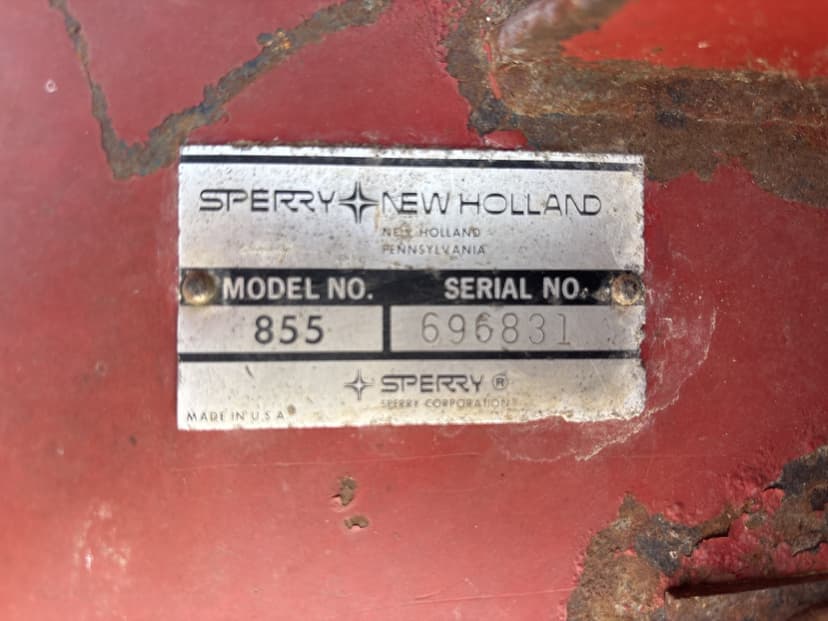 SPERRY NEW HOLLAND
NEW HOLLAND
PENNSYLVANIA
MODEL NO. SERIAL NO.
855 696831
SPERRY ®
SPERRY CORPORATION
MADE IN U.S.A